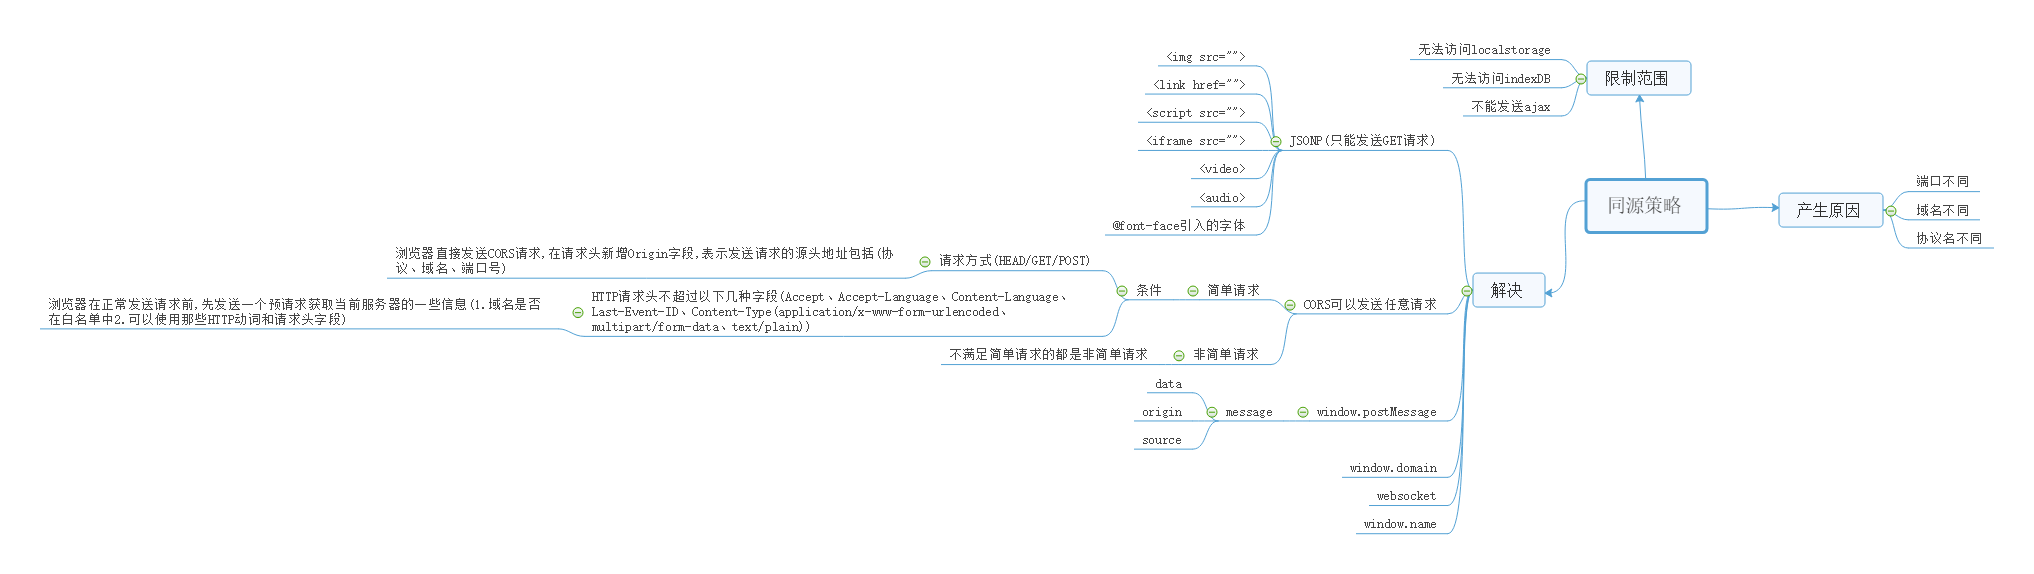 同源策略
限制范围
无法访问localstorage
无法访问indexDB
不能发送ajax
产生原因
端口不同
域名不同
协议名不同
解决
JSONP(只能发送GET请求)
<img src="">
<link href="">
<script src="">
<iframe src="">
<video>
<audio>
@font-face引入的字体
CORS可以发送任意请求
简单请求
条件
请求方式(HEAD/GET/POST)
浏览器直接发送CORS请求,在请求头新增Origin字段,表示发送请求的源头地址包括(协
议、域名、端口号)
HTTP请求头不超过以下几种字段(Accept、Accept-Language、Content-Language、
Last-Event-ID、Content-Type(application/x-www-form-urlencoded、
multipart/form-data、text/plain))
浏览器在正常发送请求前,先发送一个预请求获取当前服务器的一些信息(1.域名是否
在白名单中2.可以使用那些HTTP动词和请求头字段)
非简单请求
不满足简单请求的都是非简单请求
window.postMessage
message
data
origin
source
window.domain
websocket
window.name